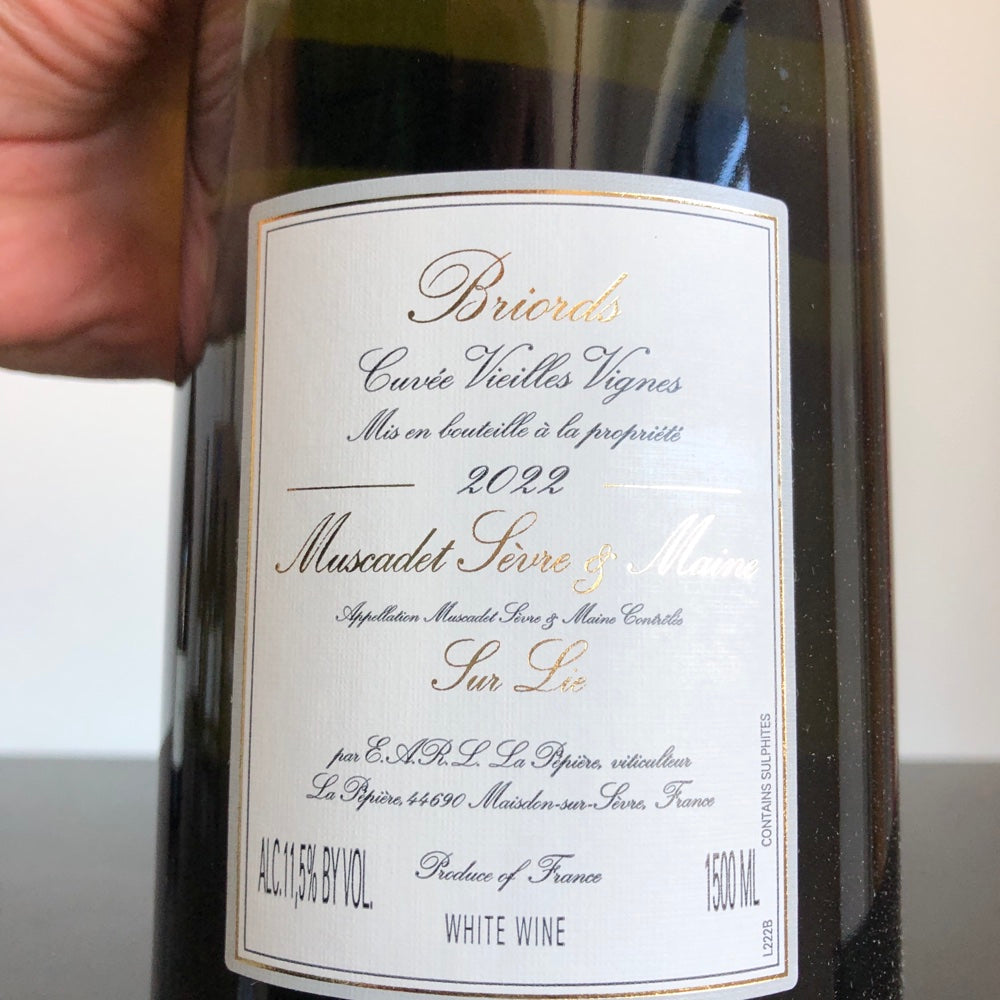 Briords
Cuvée Vieilles Vignes
Mis en bouteille à la propriété
2022
Muscadet Sèvre & Maine
Appellation Muscadet Sèvre & Maine Contrôlée
Sur Lie
par E.A.R.L. La Pépière, viticulteur
La Pépière, 44690 Maisdon-sur-Sèvre, France
ALC.11,5% BY VOL.
Produce of France
1500 ML
WHITE WINE
CONTAINS SULPHITES
L222B